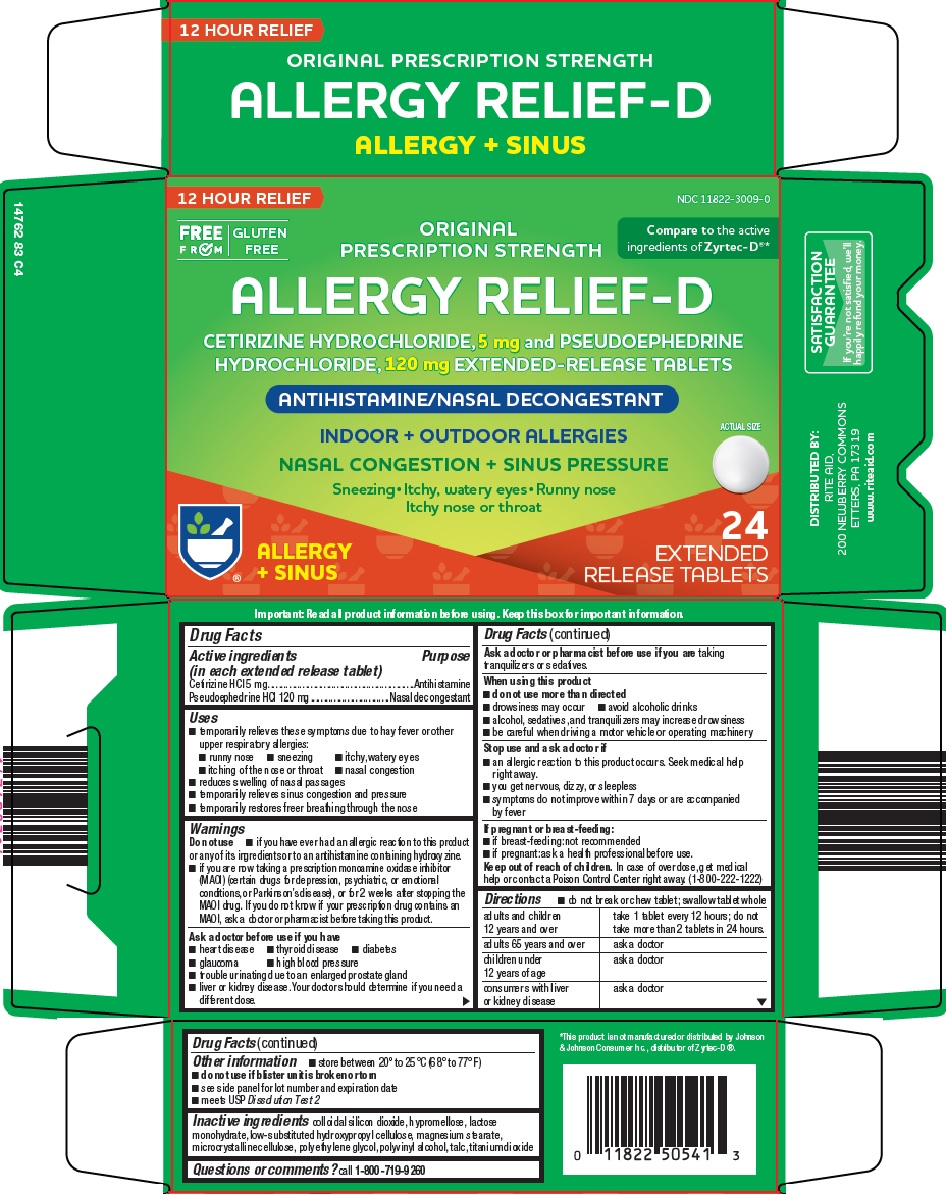 12 HOUR RELIEF
ORIGINAL PRESCRIPTION STRENGTH
ALLERGY RELIEF-D
ALLERGY + SINUS
12 HOUR RELIEF
NDC 11822-3009-0
FREE FROM
GLUTEN FREE
ORIGINAL
PRESCRIPTION STRENGTH
Compare to the active
ingredients of Zyrtec-D®*
ALLERGY RELIEF-D
CETIRIZINE HYDROCHLORIDE, 5 mg and PSEUDOEPHEDRINE
HYDROCHLORIDE, 120 mg EXTENDED-RELEASE TABLETS
ANTIHISTAMINE/NASAL DECONGESTANT
INDOOR + OUTDOOR ALLERGIES
NASAL CONGESTION + SINUS PRESSURE
Sneezing • Itchy, watery eyes • Runny nose
Itchy nose or throat
ACTUAL SIZE
®
ALLERGY
+ SINUS
24
EXTENDED
RELEASE TABLETS
14762 83 C4
SATISFACTION
GUARANTEE
If you're not satisfied, we'll
happily refund your money.
DISTRIBUTED BY:
RITE AID,
200 NEWBERRY COMMONS
ETTERS, PA 17319
www.riteaid.com
Important: Read all product information before using. Keep this box for important information.
Drug Facts
Active ingredients Purpose
(in each extended release tablet)
Cetirizine HCl 5 mg Antihistamine
Pseudoephedrine HCl 120 mg Nasal decongestant
Uses
■ temporarily relieves these symptoms due to hay fever or other
upper respiratory allergies:
■ runny nose ■ sneezing ■ itchy, watery eyes
■ itching of the nose or throat ■ nasal congestion
■ reduces swelling of nasal passages
■ temporarily relieves sinus congestion and pressure
■ temporarily restores freer breathing through the nose
Warnings
Do not use ■ if you have ever had an allergic reaction to this product
or any of its ingredients or to an antihistamine containing hydroxyzine.
■ if you are now taking a prescription monoamine oxidase inhibitor
(MAOI) (certain drugs for depression, psychiatric, or emotional
conditions, or Parkinson's disease), or for 2 weeks after stopping the
MAOI drug. If you do not know if your prescription drug contains an
MAOI, ask a doctor or pharmacist before taking this product.
Ask a doctor before use if you have
■ heart disease ■ thyroid disease ■ diabetes
■ glaucoma ■ high blood pressure
■ trouble urinating due to an enlarged prostate gland
■ liver or kidney disease. Your doctor should determine if you need a
different dose.
Drug Facts (continued)
Ask a doctor or pharmacist before use if you are taking
tranquilizers or sedatives.
When using this product
■ do not use more than directed
■ drowsiness may occur ■ avoid alcoholic drinks
■ alcohol, sedatives, and tranquilizers may increase drowsiness
■ be careful when driving a motor vehicle or operating machinery
Stop use and ask a doctor if
■ an allergic reaction to this product occurs. Seek medical help
right away.
■ you get nervous, dizzy, or sleepless
■ symptoms do not improve within 7 days or are accompanied
by fever
If pregnant or breast-feeding:
■ if breast-feeding: not recommended
■ if pregnant: ask a health professional before use.
Keep out of reach of children. In case of overdose, get medical
help or contact a Poison Control Center right away. (1-800-222-1222)
Directions ■ do not break or chew tablet; swallow tablet whole
adults and children
12 years and over
take 1 tablet every 12 hours; do not
take more than 2 tablets in 24 hours.
adults 65 years and over ask a doctor
children under
12 years of age
ask a doctor
consumers with liver
or kidney disease
ask a doctor
Drug Facts (continued)
Other information ■ store between 20° to 25°C (68° to 77°F)
■ do not use if blister unit is broken or torn
■ see side panel for lot number and expiration date
■ meets USP Dissolution Test 2
Inactive ingredients colloidal silicon dioxide, hypromellose, lactose
monohydrate, low-substituted hydroxypropyl cellulose, magnesium stearate,
microcrystalline cellulose, polyethylene glycol, polyvinyl alcohol, talc, titanium dioxide
Questions or comments? call 1-800-719-9260
*This product is not manufactured or distributed by Johnson
& Johnson Consumer Inc., distributor of Zyrtec-D®.
0 11822 50541 3